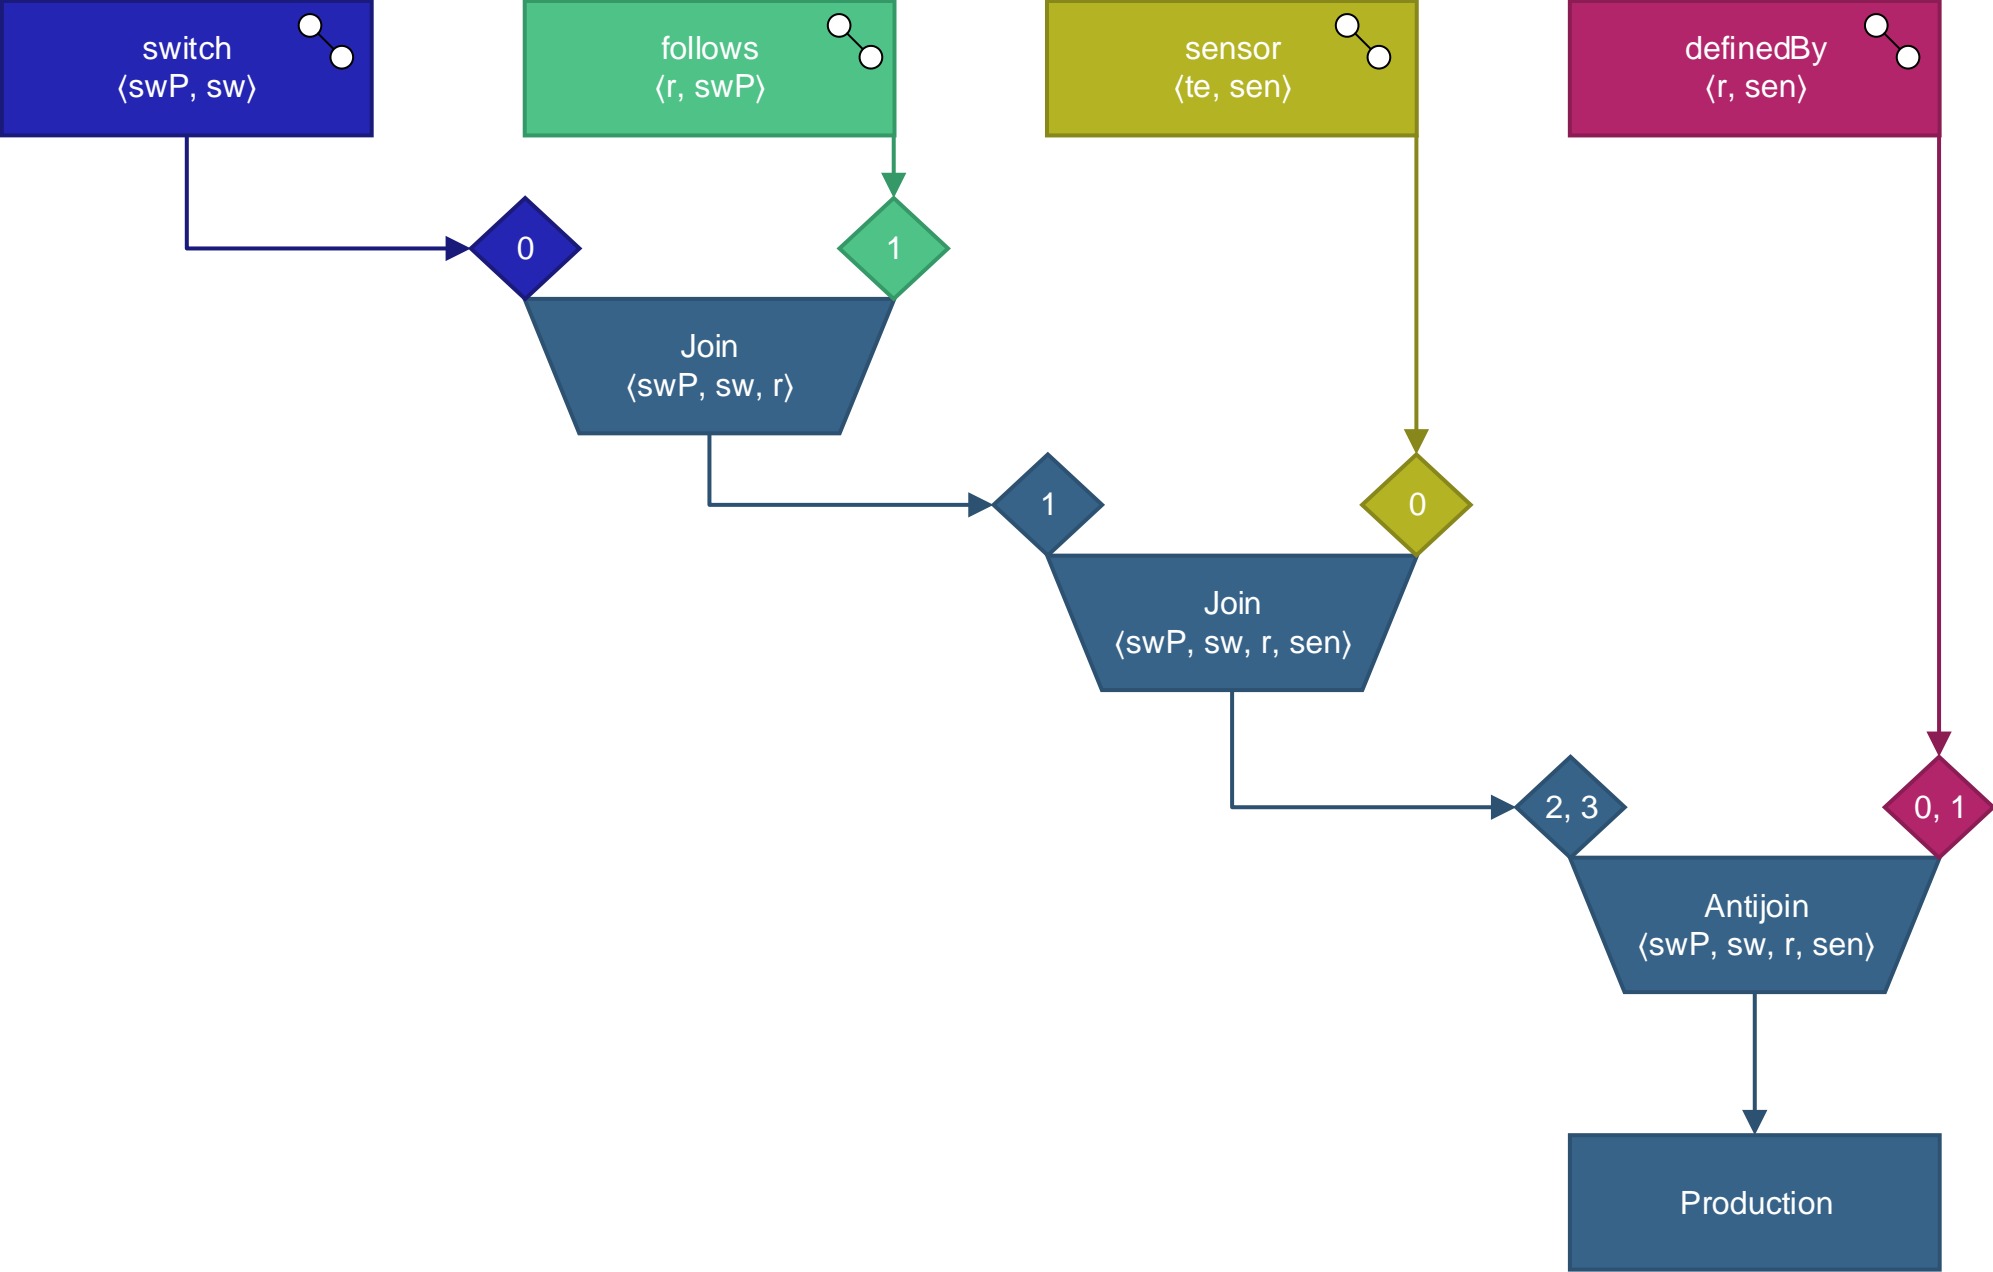 switch
⟨swP, sw⟩
follows
⟨r, swP⟩
sensor
⟨te, sen⟩
definedBy
⟨r, sen⟩
0
1
Join
⟨swP, sw, r⟩
1
0
Join
⟨swP, sw, r, sen⟩
2, 3
0, 1
Antijoin
⟨swP, sw, r, sen⟩
Production